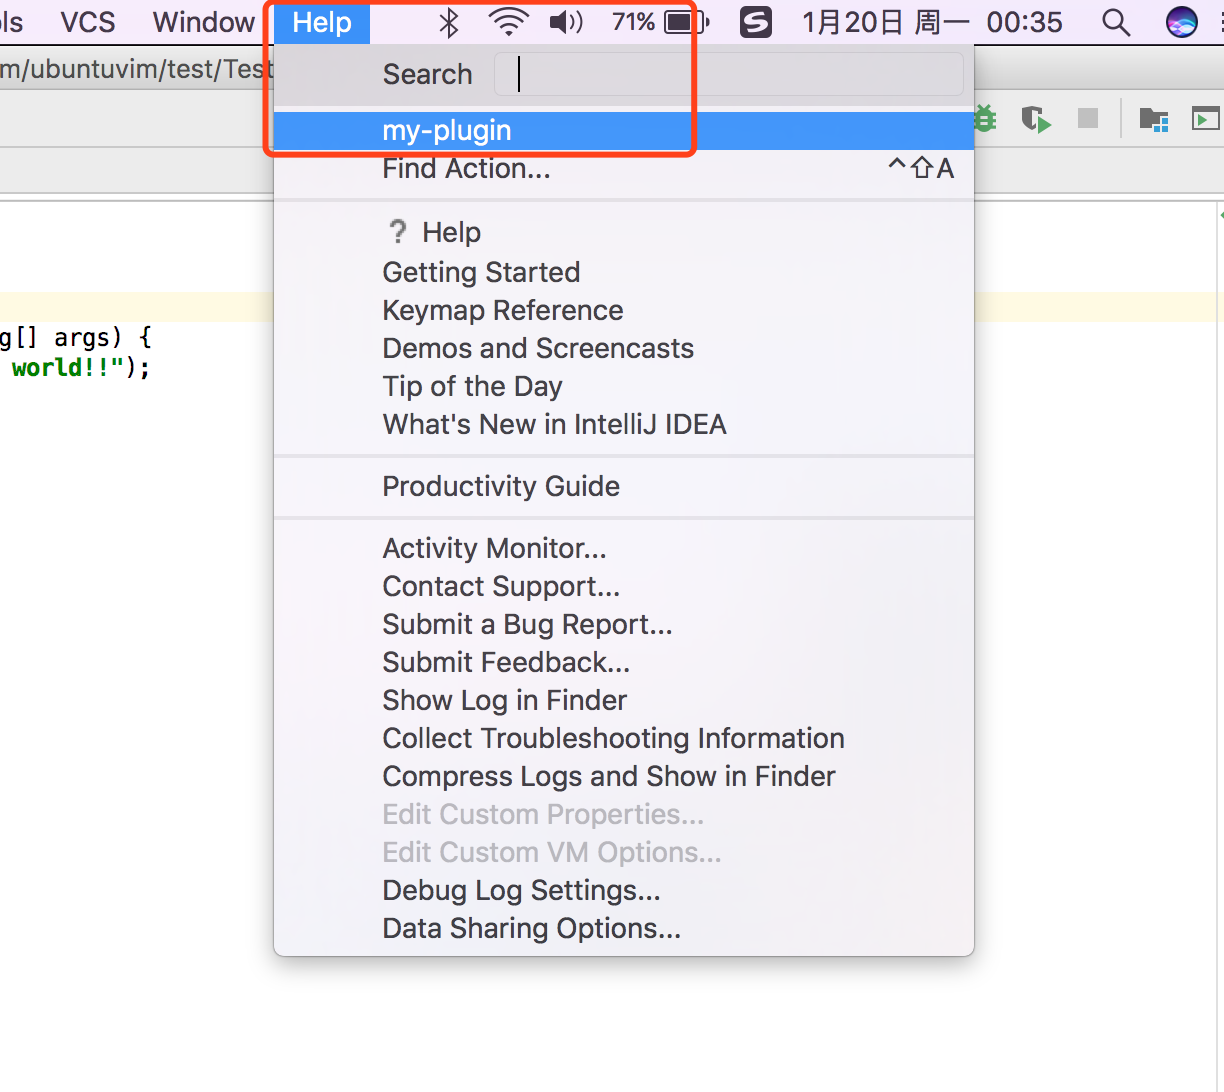 ls VCS Window Help 71% S 1月20日 周一 00:35
m/ubuntuvim/test/Test
Search
my-plugin
Find Action... ^⇧A
? Help
Getting Started
Keymap Reference
g[] args) {
Demos and Screencasts
world!!");
Tip of the Day
What's New in IntelliJ IDEA
Productivity Guide
Activity Monitor...
Contact Support...
Submit a Bug Report...
Submit Feedback...
Show Log in Finder
Collect Troubleshooting Information
Compress Logs and Show in Finder
Edit Custom Properties...
Edit Custom VM Options...
Debug Log Settings...
Data Sharing Options...